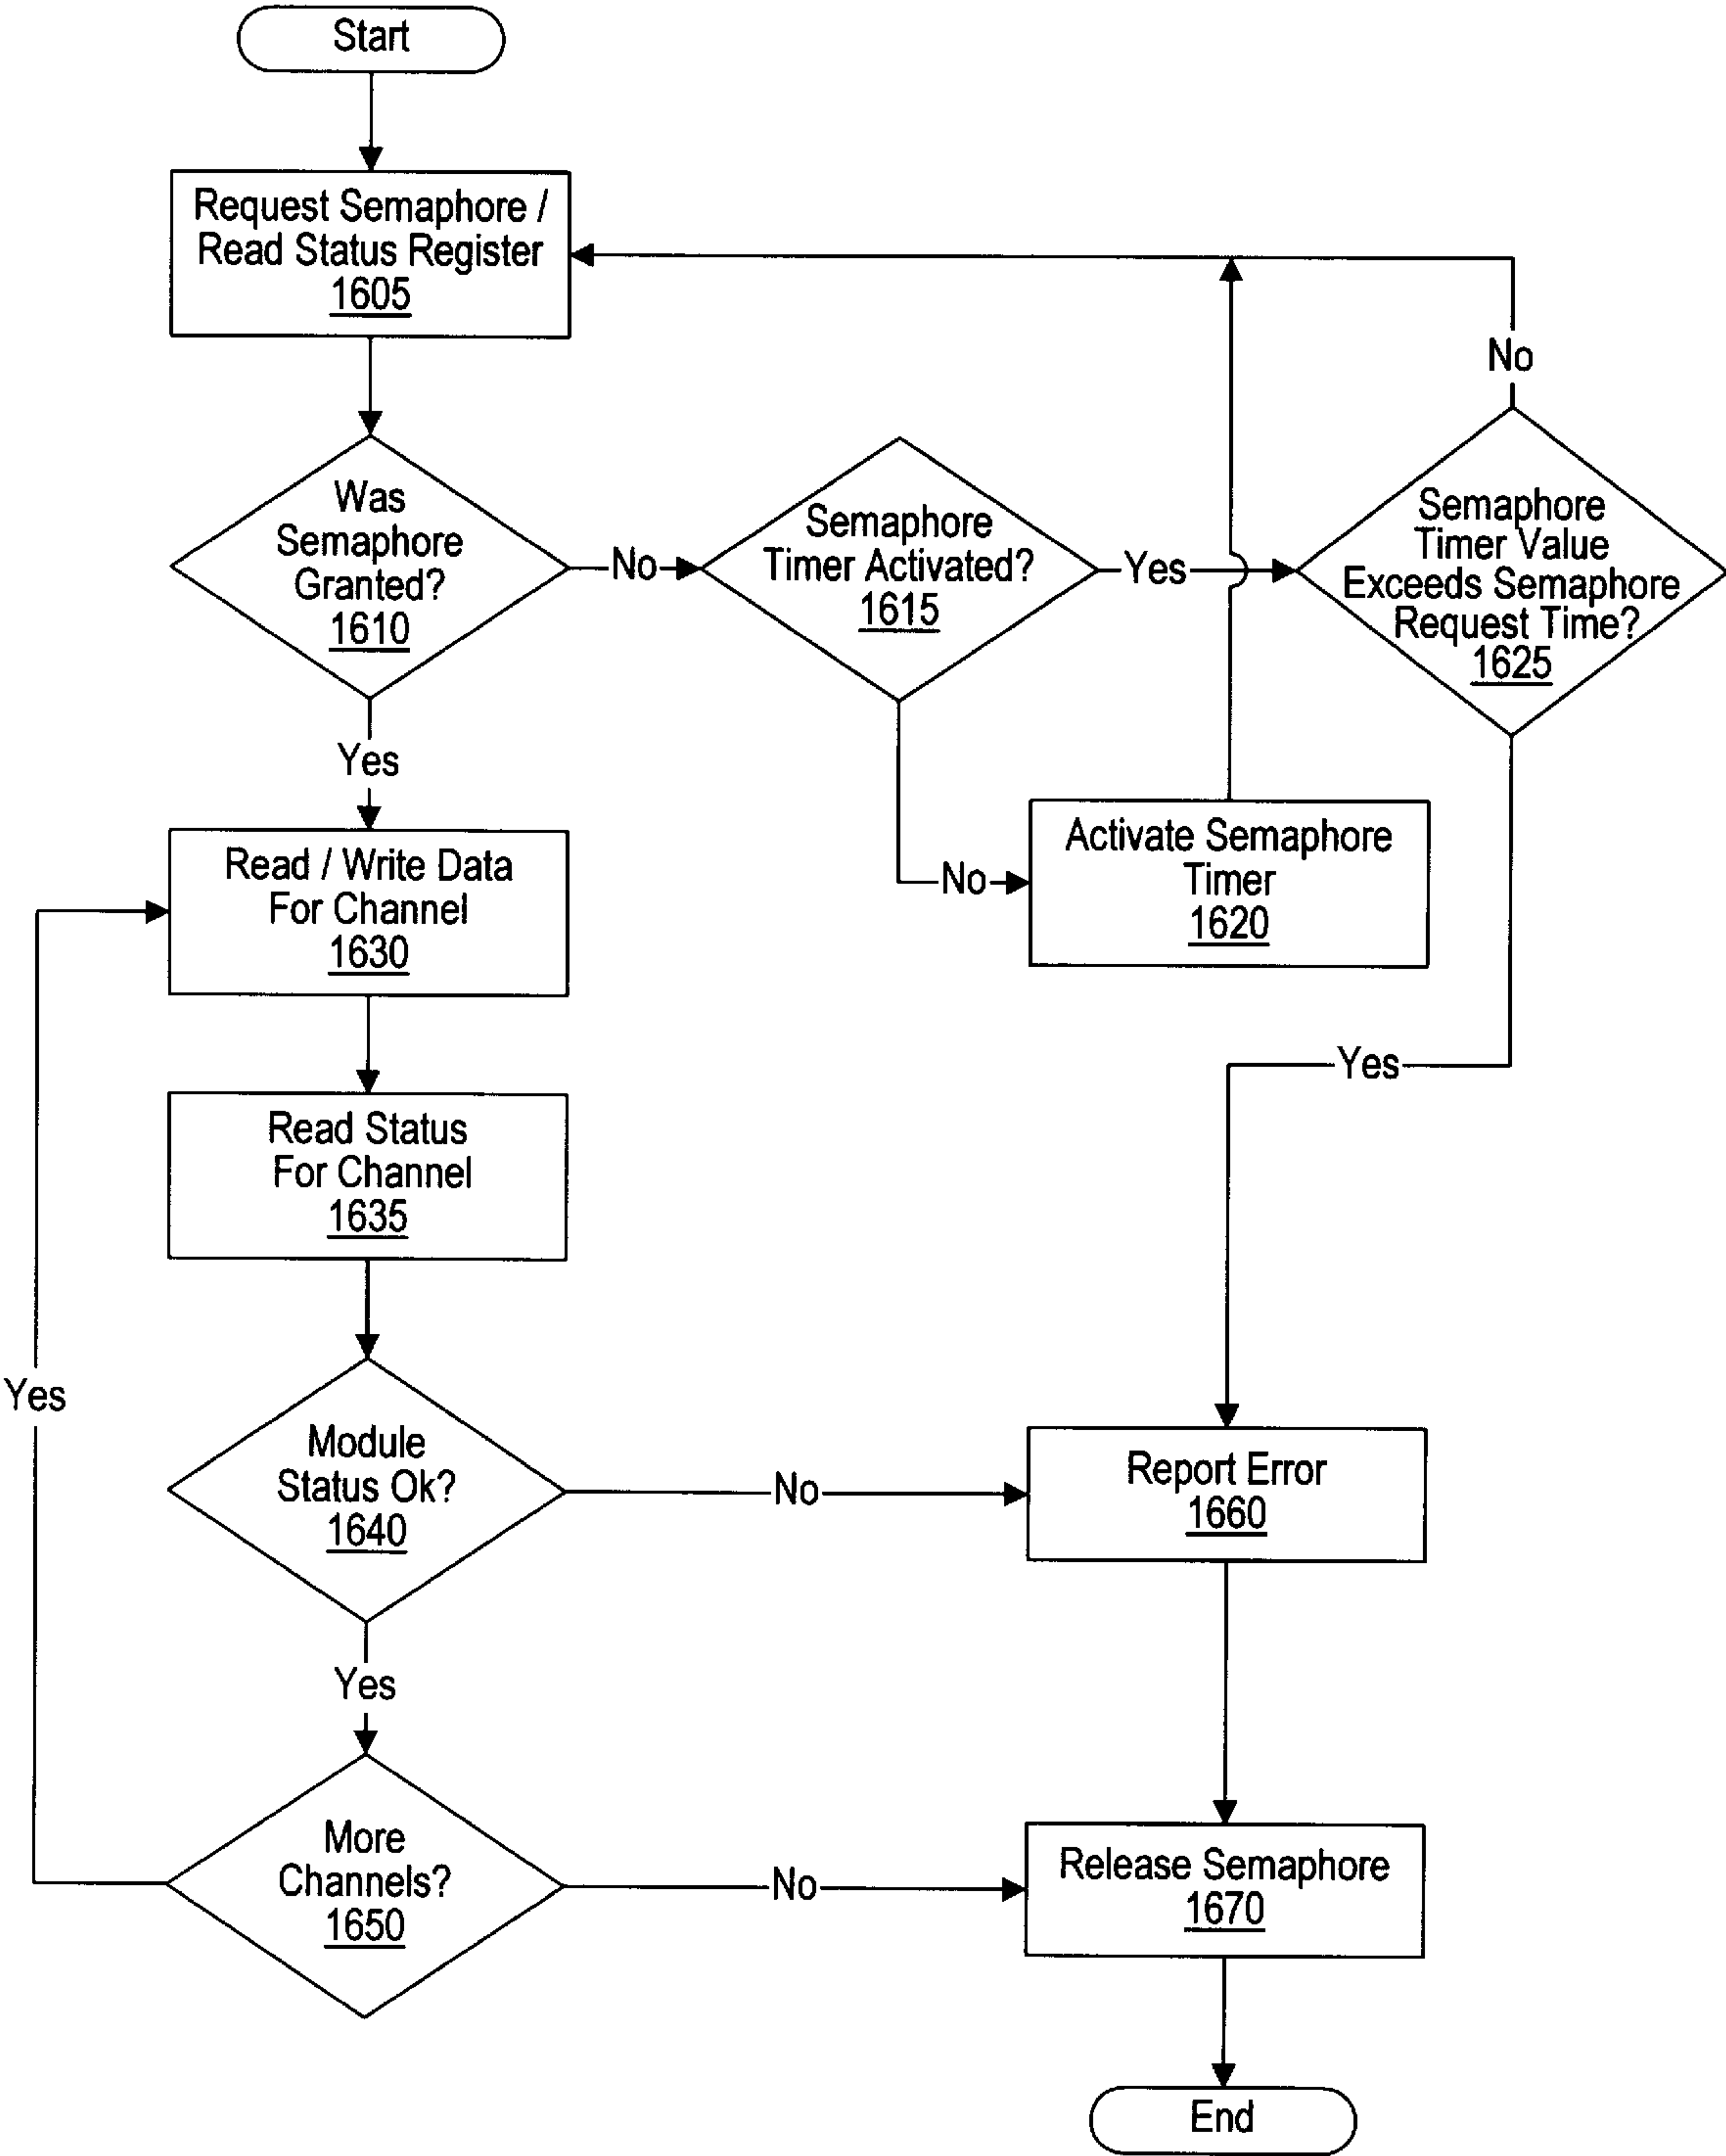 Start
Request Semaphore /
Read Status Register
1605
No
Was
Semaphore
Granted?
1610
No
Semaphore
Timer Activated?
1615
Yes
Semaphore
Timer Value
Exceeds Semaphore
Request Time?
1625
Yes
Read / Write Data
For Channel
1630
No
Activate Semaphore
Timer
1620
Yes
Read Status
For Channel
1635
Yes
Module
Status Ok?
1640
No
Report Error
1660
Yes
More
Channels?
1650
No
Release Semaphore
1670
End